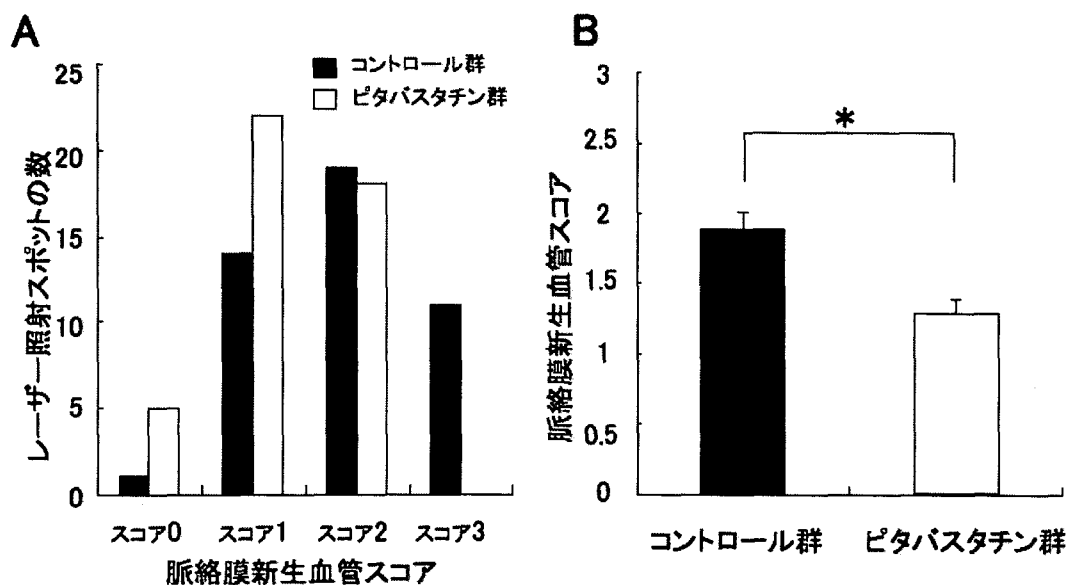 A
レーザー照射スポットの数
25
20
15
10
5
0
コントロール群
ピタバスタチン群
スコア0 スコア1 スコア2 スコア3
脈絡膜新生血管スコア
B
脈絡膜新生血管スコア
3
2.5
2
1.5
1
0.5
0
*
コントロール群 ピタバスタチン群